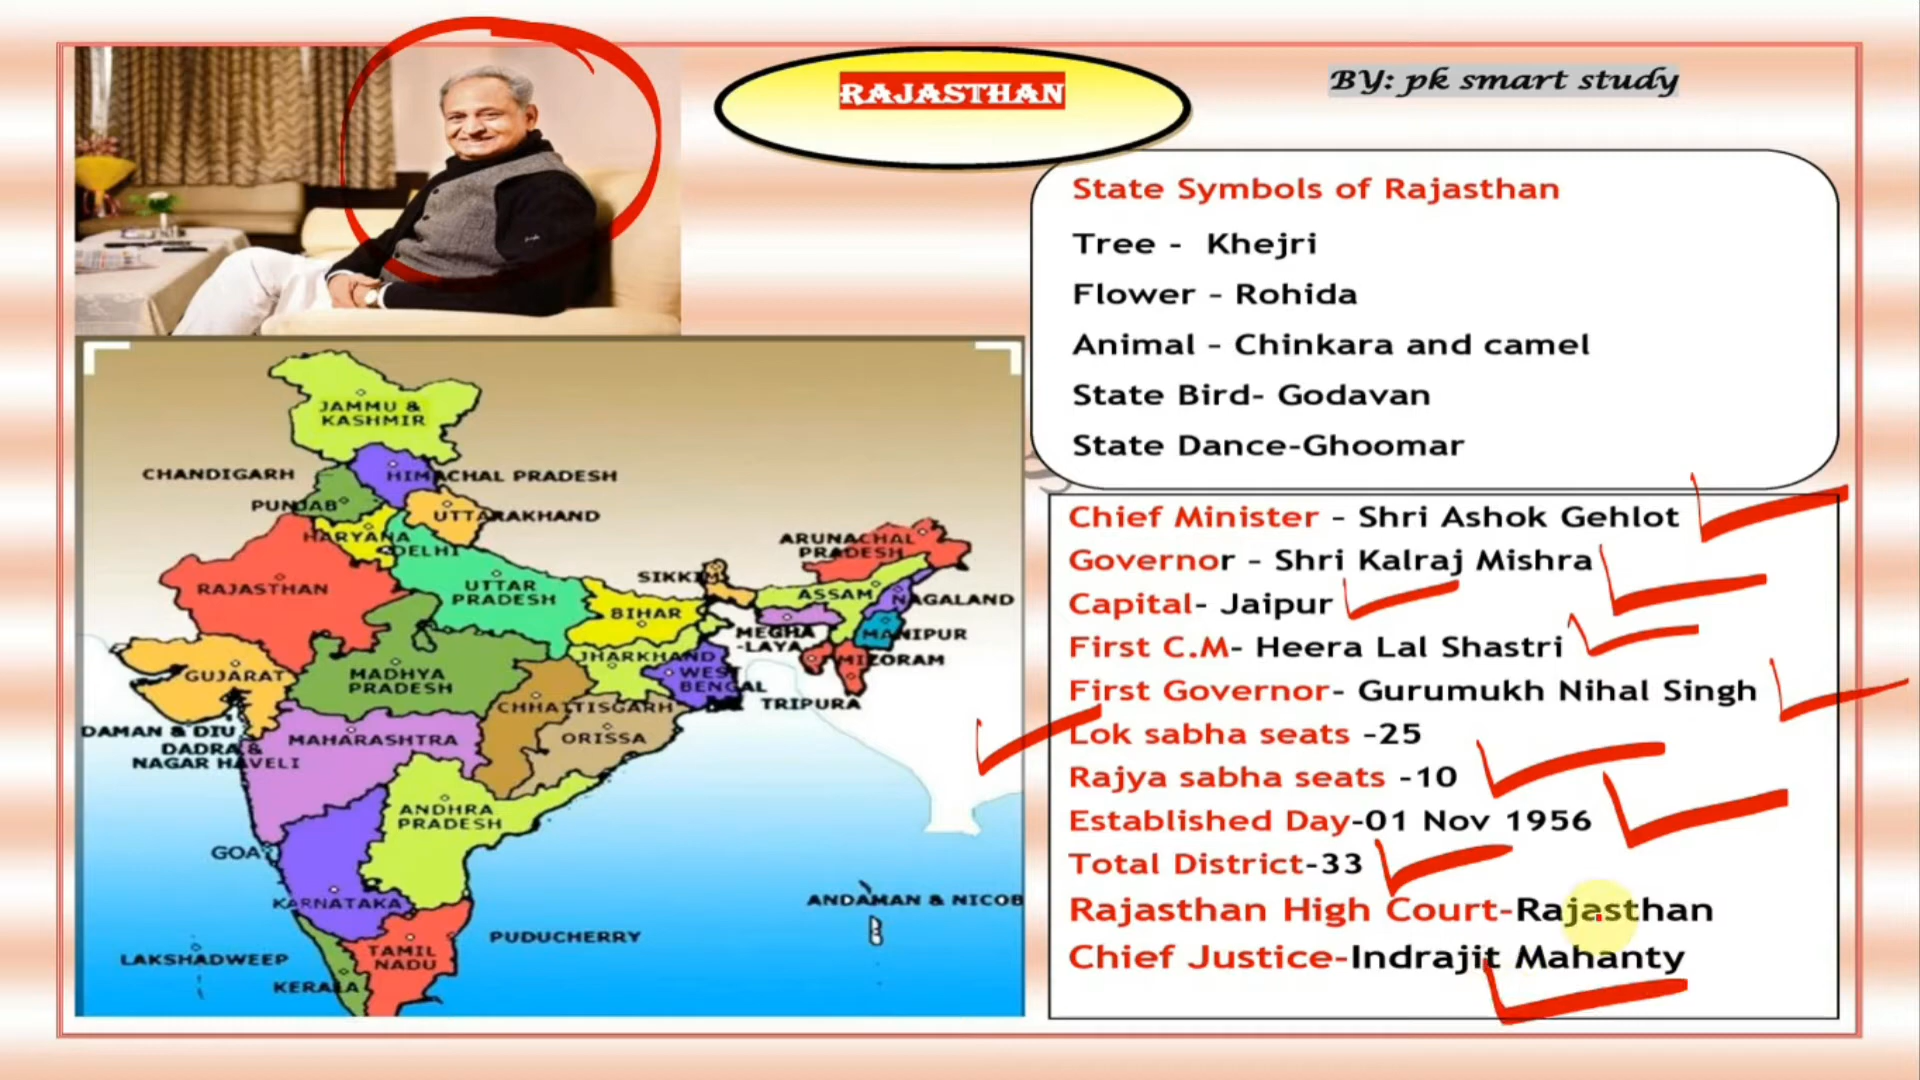 RAJASTHAN
BY: pk smart study
State Symbols of Rajasthan
Tree - Khejri
Flower - Rohida
Animal - Chinkara and camel
State Bird- Godavan
State Dance-Ghoomar
Chief Minister - Shri Ashok Gehlot
Governor - Shri Kalraj Mishra
Capital- Jaipur
First C.M- Heera Lal Shastri
First Governor- Gurumukh Nihal Singh
Lok sabha seats -25
Rajya sabha seats -10
Established Day-01 Nov 1956
Total District-33
Rajasthan High Court-Rajasthan
Chief Justice-Indrajit Mahanty
JAMMU &
KASHMIR
CHANDIGARH
HIMACHAL PRADESH
PUNJAB
UTTARAKHAND
HARYANA
DELHI
ARUNACHAL
PRADESH
RAJASTHAN
UTTAR
PRADESH
SIKKIM
ASSAM
NAGALAND
BIHAR
MEGHA
-LAYA
MANIPUR
JHARKHAND
MIZORAM
GUJARAT
MADHYA
PRADESH
WEST
BENGAL
TRIPURA
CHHATTISGARH
DAMAN & DIU
DADRA &
NAGAR HAVELI
MAHARASHTRA
ORISSA
ANDHRA
PRADESH
GOA
KARNATAKA
ANDAMAN & NICOB
PUDUCHERRY
TAMIL
NADU
LAKSHADWEEP
KERALA